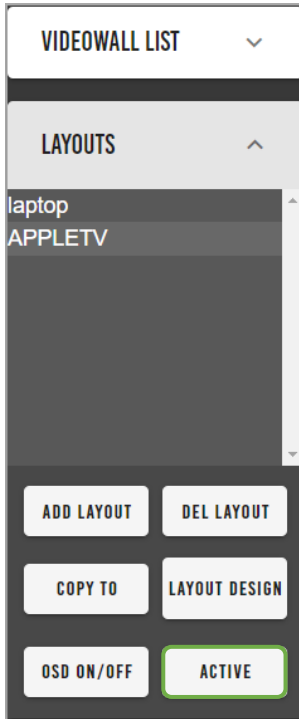 VIDEOWALL LIST
LAYOUTS
laptop
APPLETV
ADD LAYOUT
DEL LAYOUT
COPY TO
LAYOUT DESIGN
OSD ON/OFF
ACTIVE